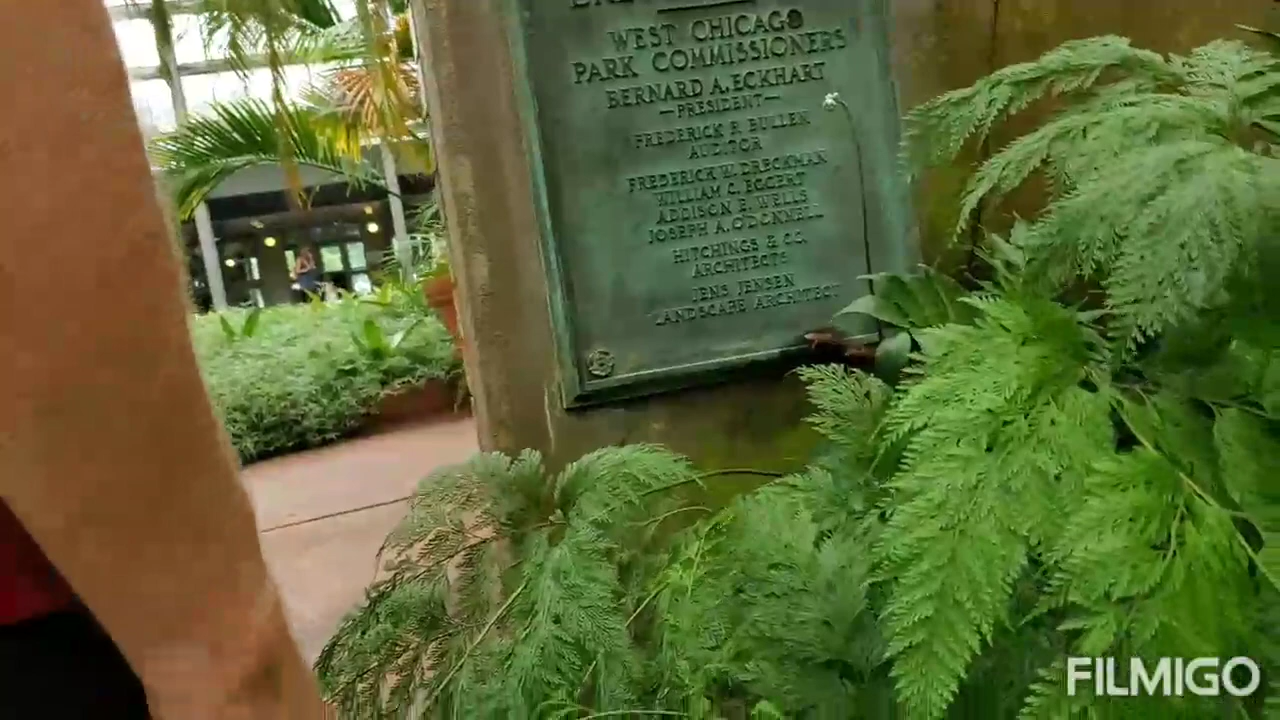 WEST CHICAGO
PARK COMMISSIONERS
BERNARD A. ECKHART
—PRESIDENT—
FREDERICK R. BULLEN
AUDITOR
FREDERICK W. DRECKMAN
WILLIAM C. EGGERT
ADDISON E. WELLS
JOSEPH A. O'DONNELL
HITCHINGS & CO.
ARCHITECTS
JENS JENSEN
LANDSCAPE ARCHITECT
FILMIGO